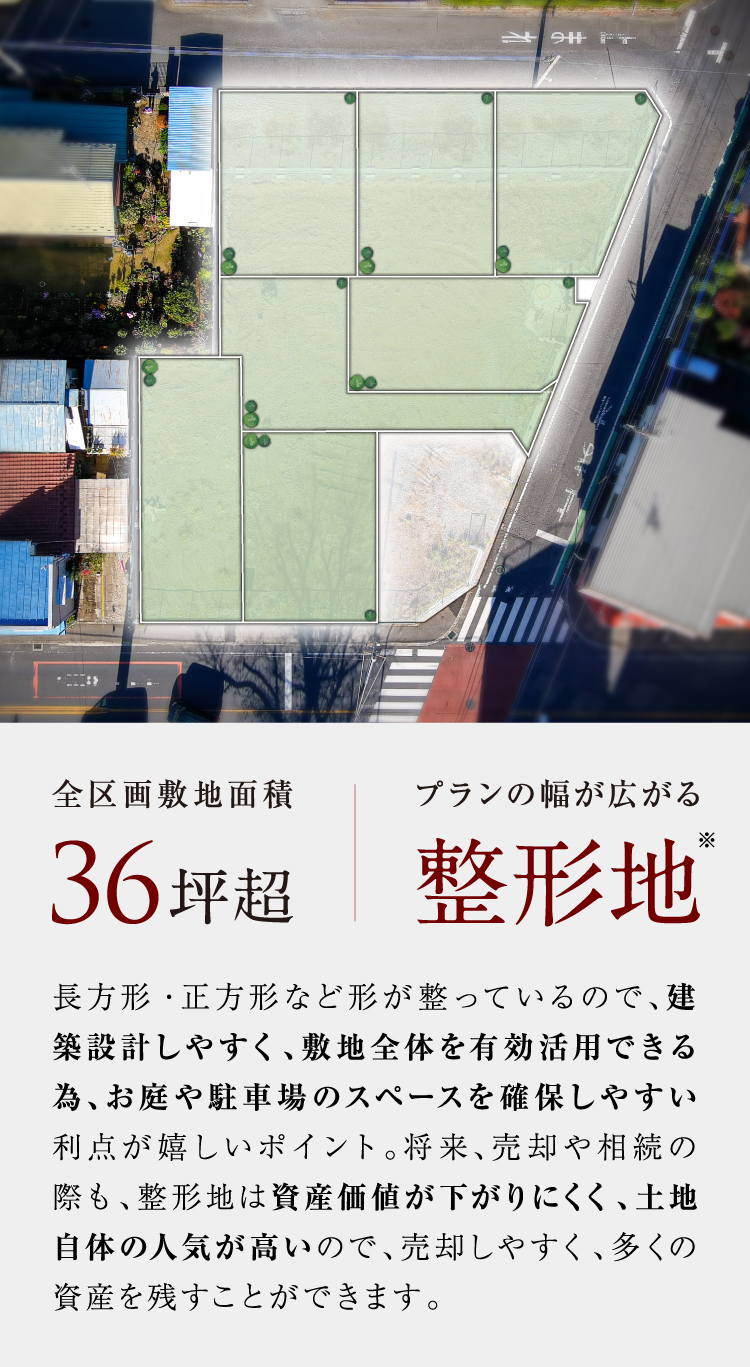 止まれ
全区画敷地面積
36坪超
プランの幅が広がる
整形地※
長方形・正方形など形が整っているので、建
築設計しやすく、敷地全体を有効活用できる
為、お庭や駐車場のスペースを確保しやすい
利点が嬉しいポイント。将来、売却や相続の
際も、整形地は資産価値が下がりにくく、土地
自体の人気が高いので、売却しやすく、多くの
資産を残すことができます。